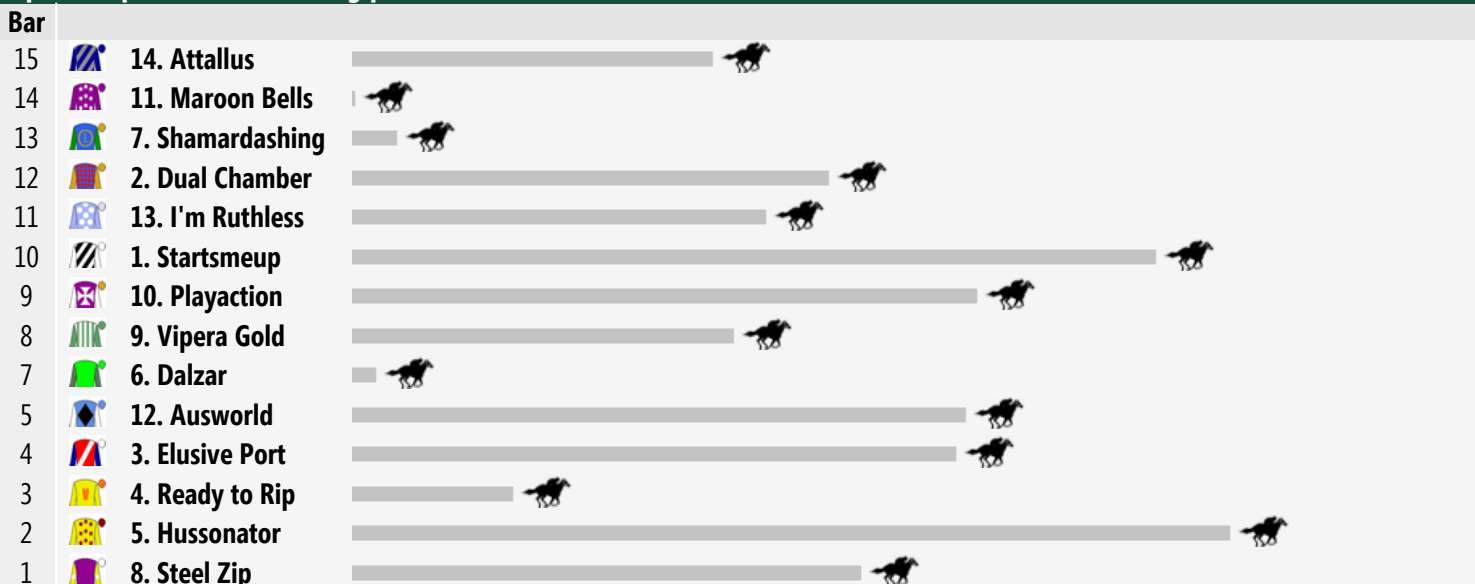 Bar
15 14. Attallus
14 11. Maroon Bells
13 7. Shamardashing
12 2. Dual Chamber
11 13. I'm Ruthless
10 1. Startsmeup
9 10. Playaction
8 9. Vipera Gold
7 6. Dalzar
5 12. Ausworld
4 3. Elusive Port
3 4. Ready to Rip
2 5. Hussonator
1 8. Steel Zip